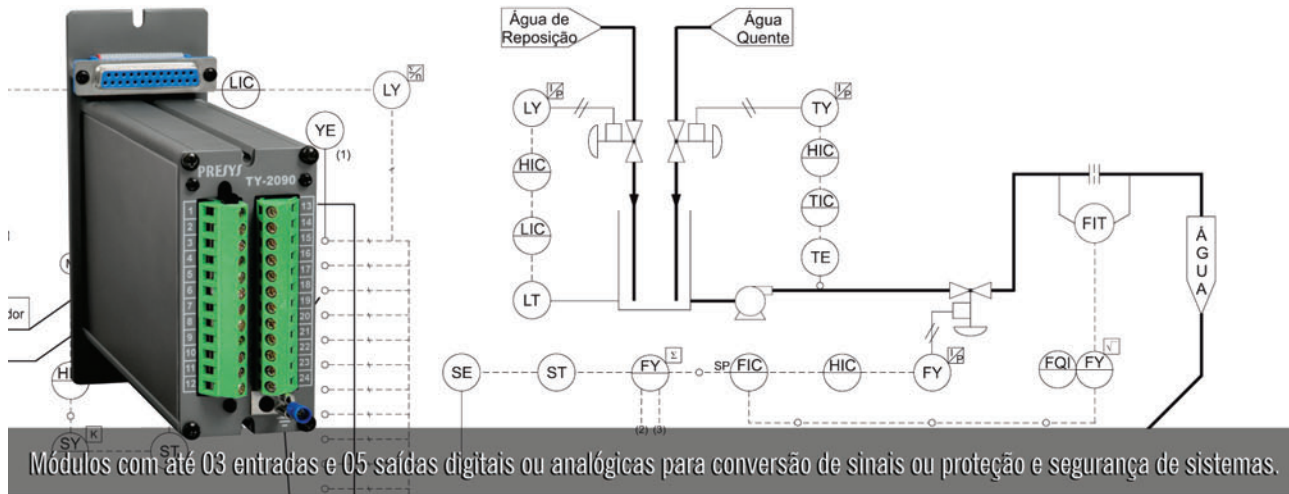 Água de
Reposição
Água
Quente
LIC
LY
Σ/n
YE
(1)
PRESYS
TY-2090
1
2
3
4
5
6
7
8
9
10
11
12
13
14
15
16
17
18
19
20
21
22
23
24
dor
SY
K
ST
LY
I/P
HIC
LIC
LT
TY
I/P
HIC
TIC
TE
FIT
ÁGUA
SE
ST
FY
Σ
(2)
(3)
SP
FIC
HIC
FY
I/P
FQI
FY
√
Módulos com até 03 entradas e 05 saídas digitais ou analógicas para conversão de sinais ou proteção e segurança de sistemas.